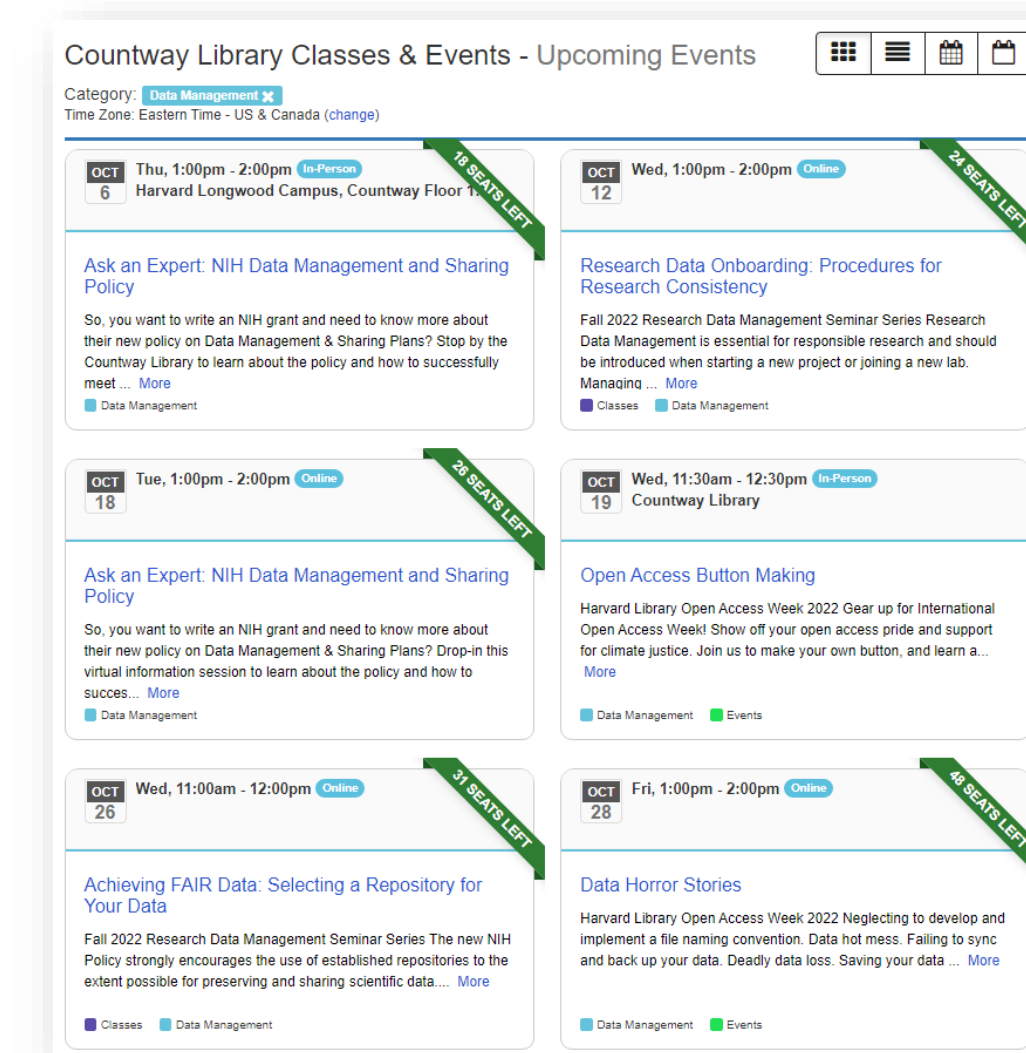 Countway Library Classes & Events - Upcoming Events
Category: Data Management ✖
Time Zone: Eastern Time - US & Canada (change)
OCT
6
Thu, 1:00pm - 2:00pm In-Person
Harvard Longwood Campus, Countway Floor 1.
18 SEATS LEFT
Ask an Expert: NIH Data Management and Sharing
Policy
So, you want to write an NIH grant and need to know more about
their new policy on Data Management & Sharing Plans? Stop by the
Countway Library to learn about the policy and how to successfully
meet ... More
Data Management
OCT
12
Wed, 1:00pm - 2:00pm Online
24 SEATS LEFT
Research Data Onboarding: Procedures for
Research Consistency
Fall 2022 Research Data Management Seminar Series Research
Data Management is essential for responsible research and should
be introduced when starting a new project or joining a new lab.
Managing ... More
Classes Data Management
OCT
18
Tue, 1:00pm - 2:00pm Online
26 SEATS LEFT
Ask an Expert: NIH Data Management and Sharing
Policy
So, you want to write an NIH grant and need to know more about
their new policy on Data Management & Sharing Plans? Drop-in this
virtual information session to learn about the policy and how to
succes... More
Data Management
OCT
19
Wed, 11:30am - 12:30pm In-Person
Countway Library
Open Access Button Making
Harvard Library Open Access Week 2022 Gear up for International
Open Access Week! Show off your open access pride and support
for climate justice. Join us to make your own button, and learn a...
More
Data Management Events
OCT
26
Wed, 11:00am - 12:00pm Online
31 SEATS LEFT
Achieving FAIR Data: Selecting a Repository for
Your Data
Fall 2022 Research Data Management Seminar Series The new NIH
Policy strongly encourages the use of established repositories to the
extent possible for preserving and sharing scientific data.... More
Classes Data Management
OCT
28
Fri, 1:00pm - 2:00pm Online
48 SEATS LEFT
Data Horror Stories
Harvard Library Open Access Week 2022 Neglecting to develop and
implement a file naming convention. Data hot mess. Failing to sync
and back up your data. Deadly data loss. Saving your data ... More
Data Management Events